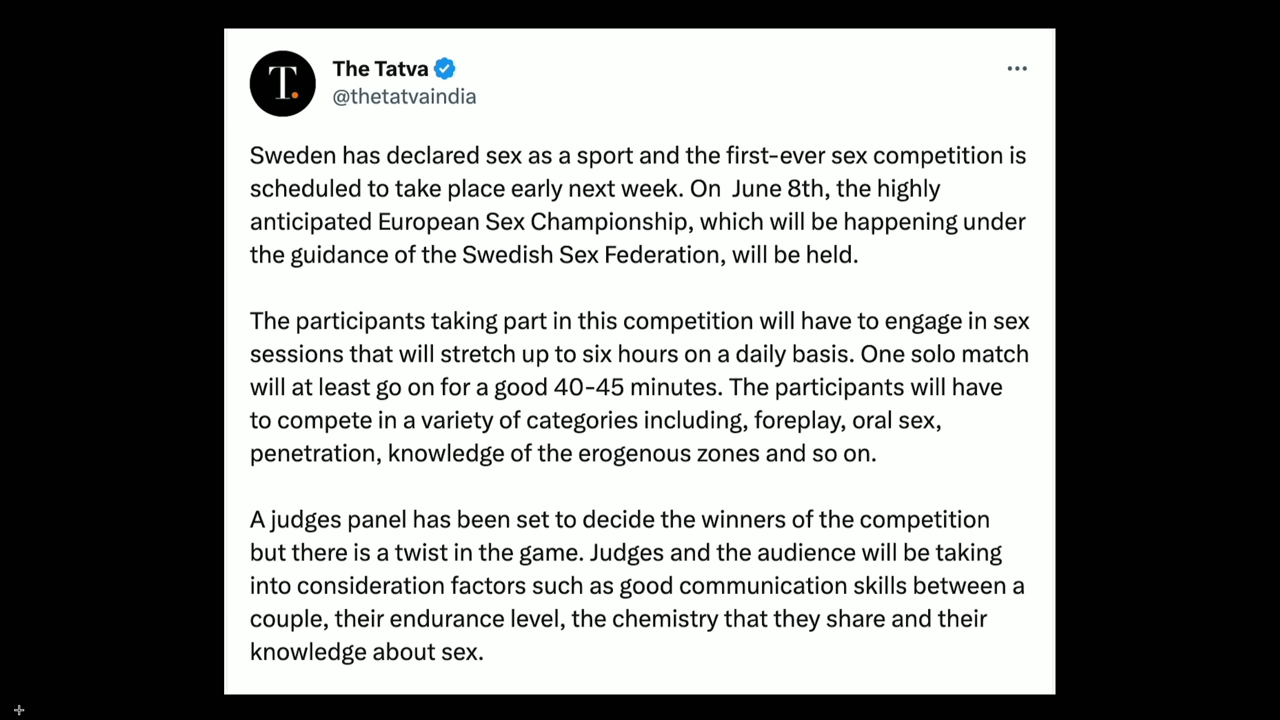 The Tatva
@thetatvaindia
Sweden has declared sex as a sport and the first-ever sex competition is
scheduled to take place early next week. On  June 8th, the highly
anticipated European Sex Championship, which will be happening under
the guidance of the Swedish Sex Federation, will be held.
The participants taking part in this competition will have to engage in sex
sessions that will stretch up to six hours on a daily basis. One solo match
will at least go on for a good 40-45 minutes. The participants will have
to compete in a variety of categories including, foreplay, oral sex,
penetration, knowledge of the erogenous zones and so on.
A judges panel has been set to decide the winners of the competition
but there is a twist in the game. Judges and the audience will be taking
into consideration factors such as good communication skills between a
couple, their endurance level, the chemistry that they share and their
knowledge about sex.